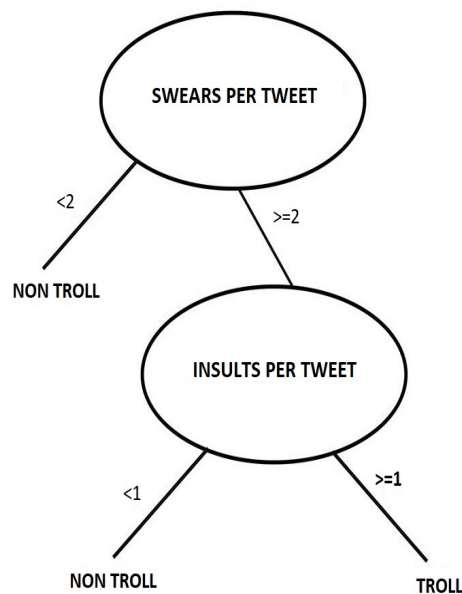 SWEARS PER TWEET
<2
>=2
NON TROLL
INSULTS PER TWEET
<1
>=1
NON TROLL
TROLL